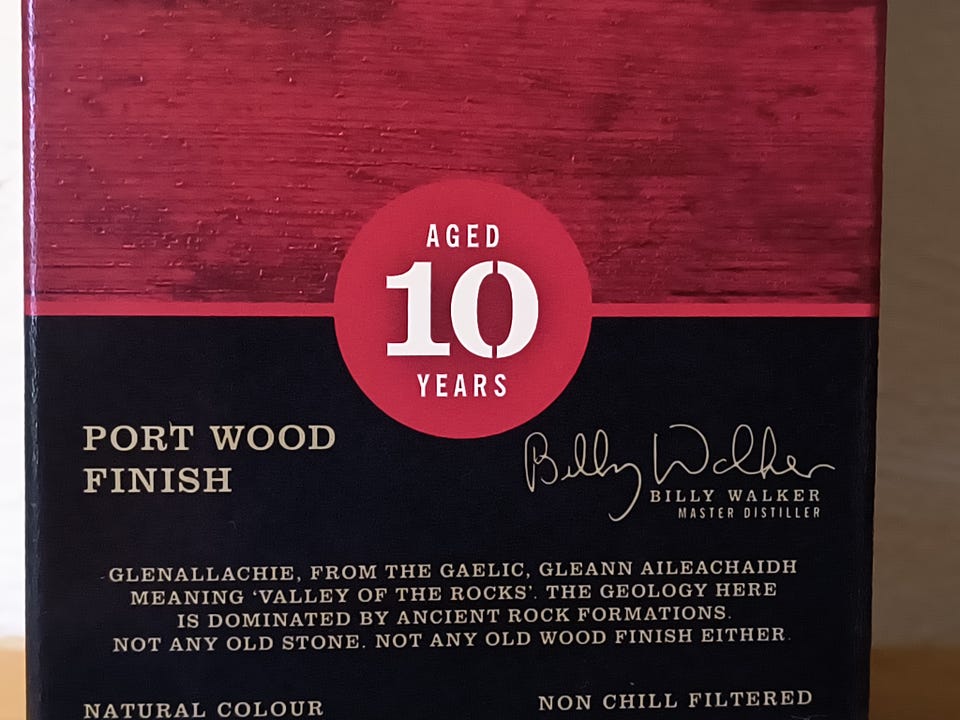 AGED
10
YEARS
PORT WOOD
FINISH
Billy Walker
BILLY WALKER
MASTER DISTILLER
GLENALLACHIE, FROM THE GAELIC, GLEANN AILEACHAIDH
MEANING ‘VALLEY OF THE ROCKS’. THE GEOLOGY HERE
IS DOMINATED BY ANCIENT ROCK FORMATIONS.
NOT ANY OLD STONE. NOT ANY OLD WOOD FINISH EITHER.
NATURAL COLOUR
NON CHILL FILTERED